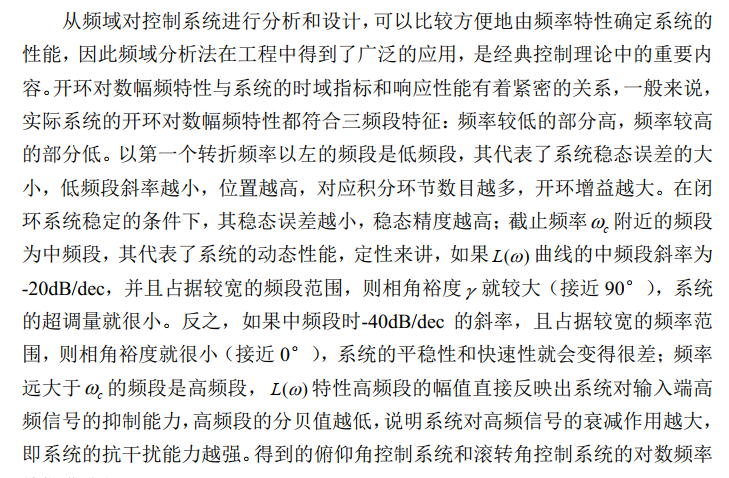 从频域对控制系统进行分析和设计，可以比较方便地由频率特性确定系统的
性能，因此频域分析法在工程中得到了广泛的应用，是经典控制理论中的重要内
容。开环对数幅频特性与系统的时域指标和响应性能有着紧密的关系，一般来说，
实际系统的开环对数幅频特性都符合三频段特征：频率较低的部分高，频率较高
的部分低。以第一个转折频率以左的频段是低频段，其代表了系统稳态误差的大
小，低频段斜率越小，位置越高，对应积分环节数目越多，开环增益越大。在闭
环系统稳定的条件下，其稳态误差越小，稳态精度越高；截止频率ω_c附近的频段
为中频段，其代表了系统的动态性能，定性来讲，如果L(ω)曲线的中频段斜率为
-20dB/dec，并且占据较宽的频段范围，则相角裕度γ就较大（接近 90°），系统
的超调量就很小。反之，如果中频段时-40dB/dec 的斜率，且占据较宽的频率范
围，则相角裕度就很小（接近 0°），系统的平稳性和快速性就会变得很差；频率
远大于ω_c的频段是高频段，L(ω)特性高频段的幅值直接反映出系统对输入端高
频信号的抑制能力，高频段的分贝值越低，说明系统对高频信号的衰减作用越大，
即系统的抗干扰能力越强。得到的俯仰角控制系统和滚转角控制系统的对数频率